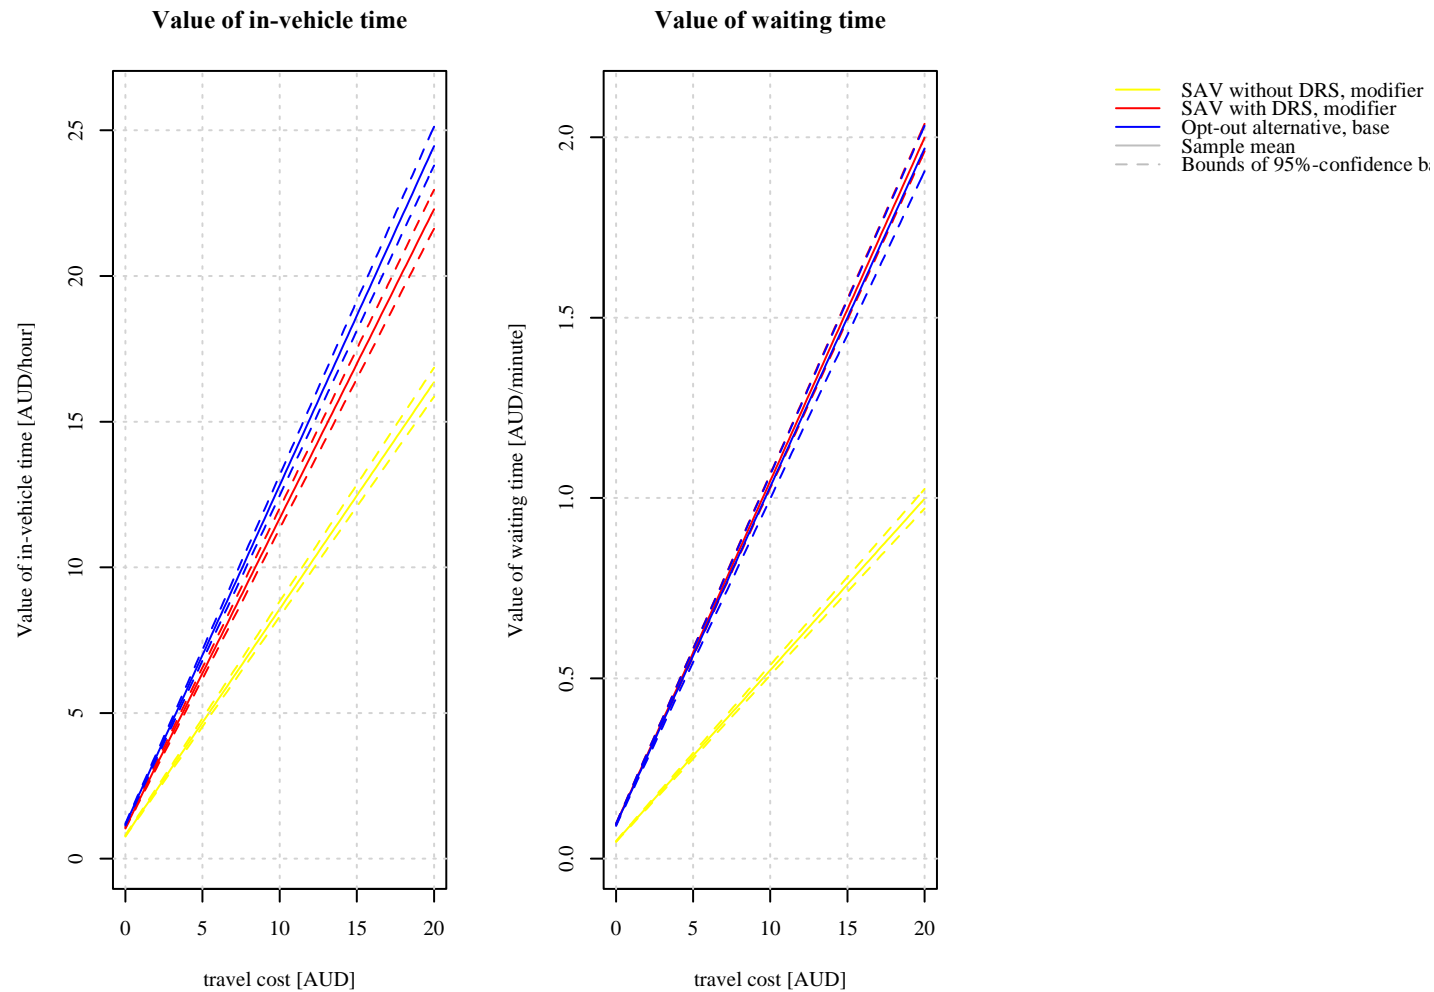 Value of in-vehicle time
Value of waiting time
SAV without DRS, modifier
SAV with DRS, modifier
Opt-out alternative, base
Sample mean
Bounds of 95%-confidence ba
Value of in-vehicle time [AUD/hour]
0
5
10
15
20
25
0 5 10 15 20
travel cost [AUD]
Value of waiting time [AUD/minute]
0.0
0.5
1.0
1.5
2.0
0 5 10 15 20
travel cost [AUD]